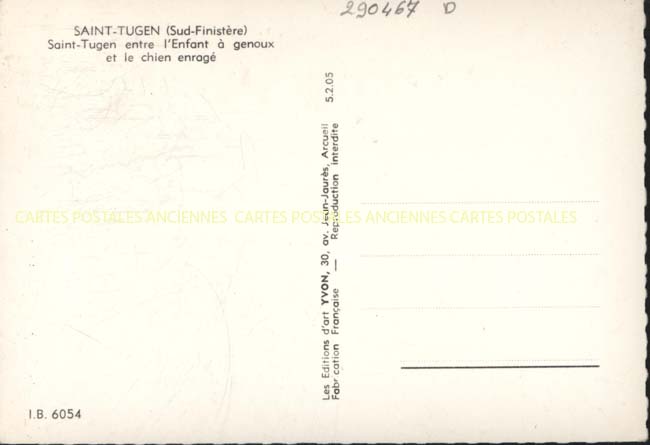 290467 D
SAINT-TUGEN (Sud-Finistère)
Saint-Tugen entre l'Enfant à genoux
et le chien enragé
Les Editions d'art YVON, 30, av. Jean-Jaurès, Arcueil 5.2.05
Fabrication Française — Reproduction interdite
CARTES POSTALES ANCIENNES CARTES POSTALES ANCIENNES CARTES POSTALES
I.B. 6054